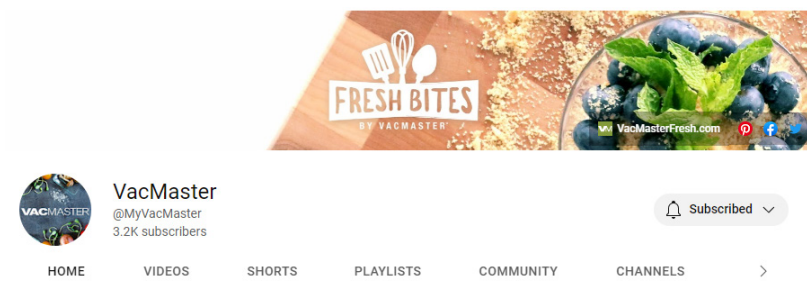 FRESH BITES
BY VACMASTER
VacMasterFresh.com
VACMASTER
VacMaster
@MyVacMaster
3.2K subscribers
Subscribed
HOME VIDEOS SHORTS PLAYLISTS COMMUNITY CHANNELS